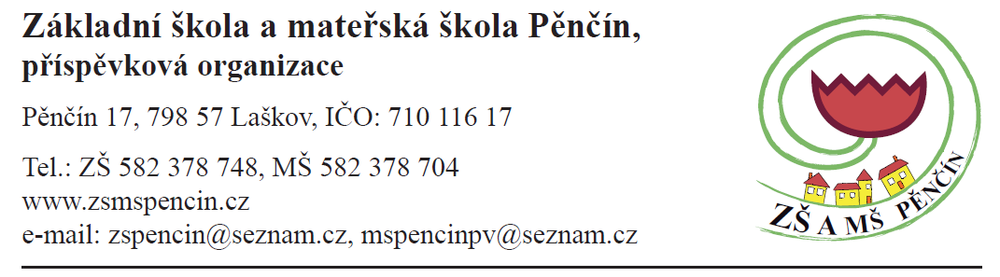 Základní škola a mateřská škola Pěnčín,
příspěvková organizace
Pěnčín 17, 798 57 Laškov, IČO: 710 116 17
Tel.: ZŠ 582 378 748, MŠ 582 378 704
www.zsmspencin.cz
e-mail: zspencin@seznam.cz, mspencinpv@seznam.cz
ZŠ A MŠ PĚNČÍN